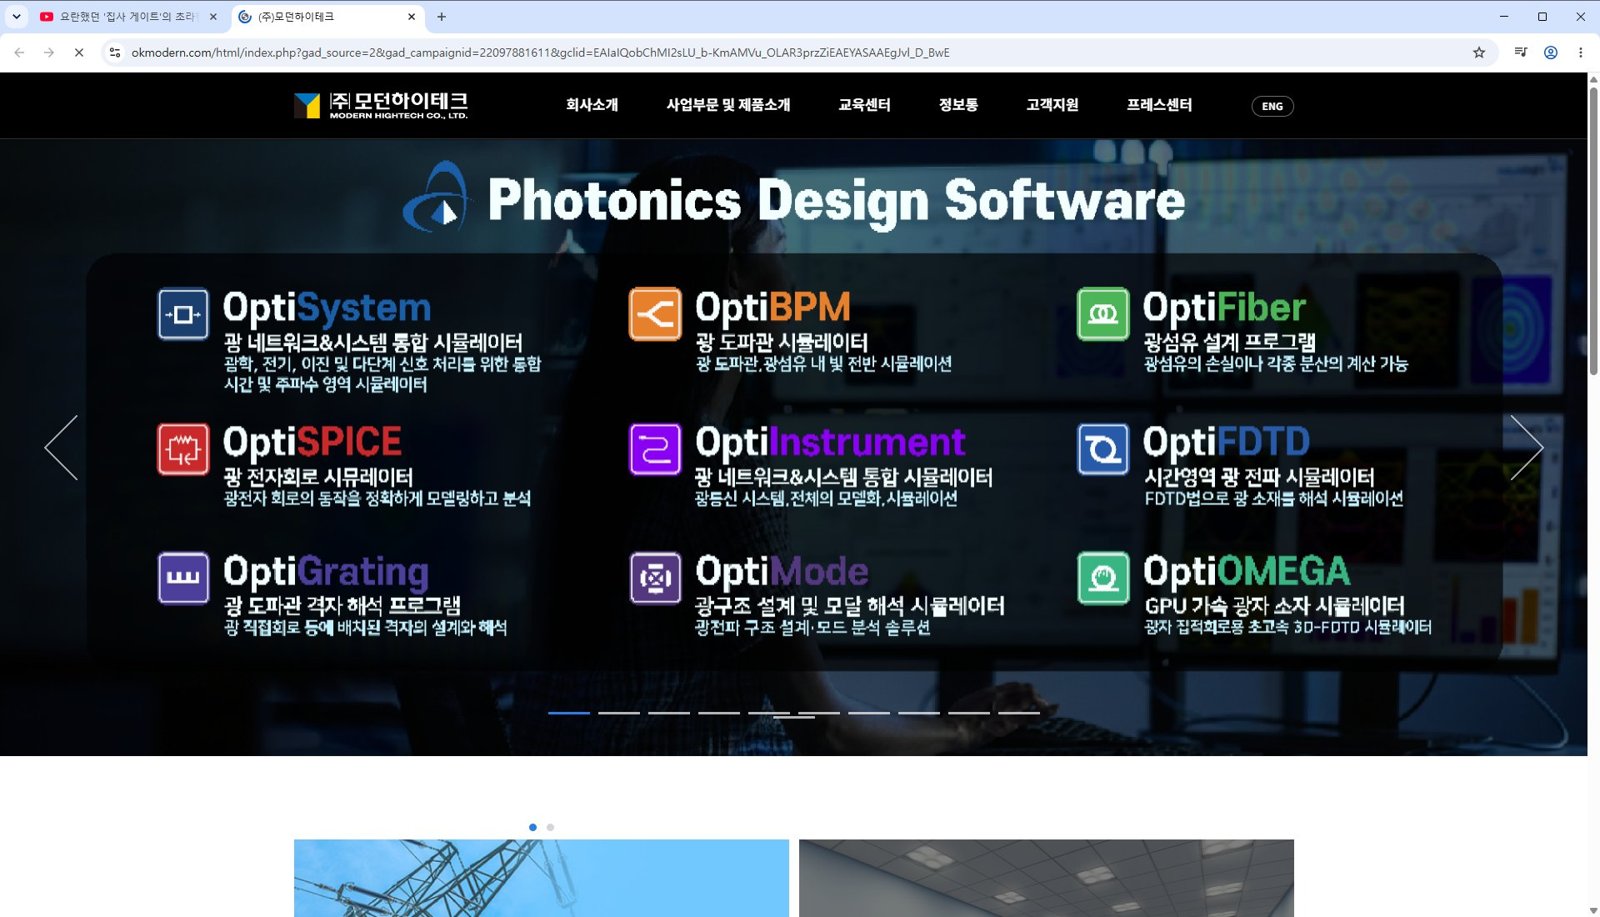 요란했던 '집사 게이트'의 초라
(주)모던하이테크
okmodern.com/html/index.php?gad_source=2&gad_campaignid=22097881611&gclid=EAIaIQobChMI2sLU_b-KmAMVu_OLAR3przZiEAEYASAAEgJvl_D_BwE
(주)모던하이테크
MODERN HIGHTECH CO., LTD.
회사소개 사업부문 및 제품소개 교육센터 정보통 고객지원 프레스센터 ENG
Photonics Design Software
OptiSystem
광 네트워크&시스템 통합 시뮬레이터
광학, 전기, 이진 및 다단계 신호 처리를 위한 통합
시간 및 주파수 영역 시뮬레이터
OptiBPM
광 도파관 시뮬레이터
광 도파관,광섬유 내 빛 전반 시뮬레이션
OptiFiber
광섬유 설계 프로그램
광섬유의 손실이나 각종 분산의 계산 가능
OptiSPICE
광 전자회로 시뮤레이터
광전자 회로의 동작을 정확하게 모델링하고 분석
OptiInstrument
광 네트워크&시스템 통합 시뮬레이터
광통신 시스템,전체의 모델화,시뮬레이션
OptiFDTD
시간영역 광 전파 시뮬레이터
FDTD법으로 광 소재를 해석 시뮬레이션
OptiGrating
광 도파관 격자 해석 프로그램
광 직접회로 등에 배치된 격자의 설계와 해석
OptiMode
광구조 설계 및 모달 해석 시뮬레이터
광전파 구조 설계·모드 분석 솔루션
OptiOMEGA
GPU 가속 광자 소자 시뮬레이터
광자 집적회로용 초고속 3D-FDTD 시뮬레이터